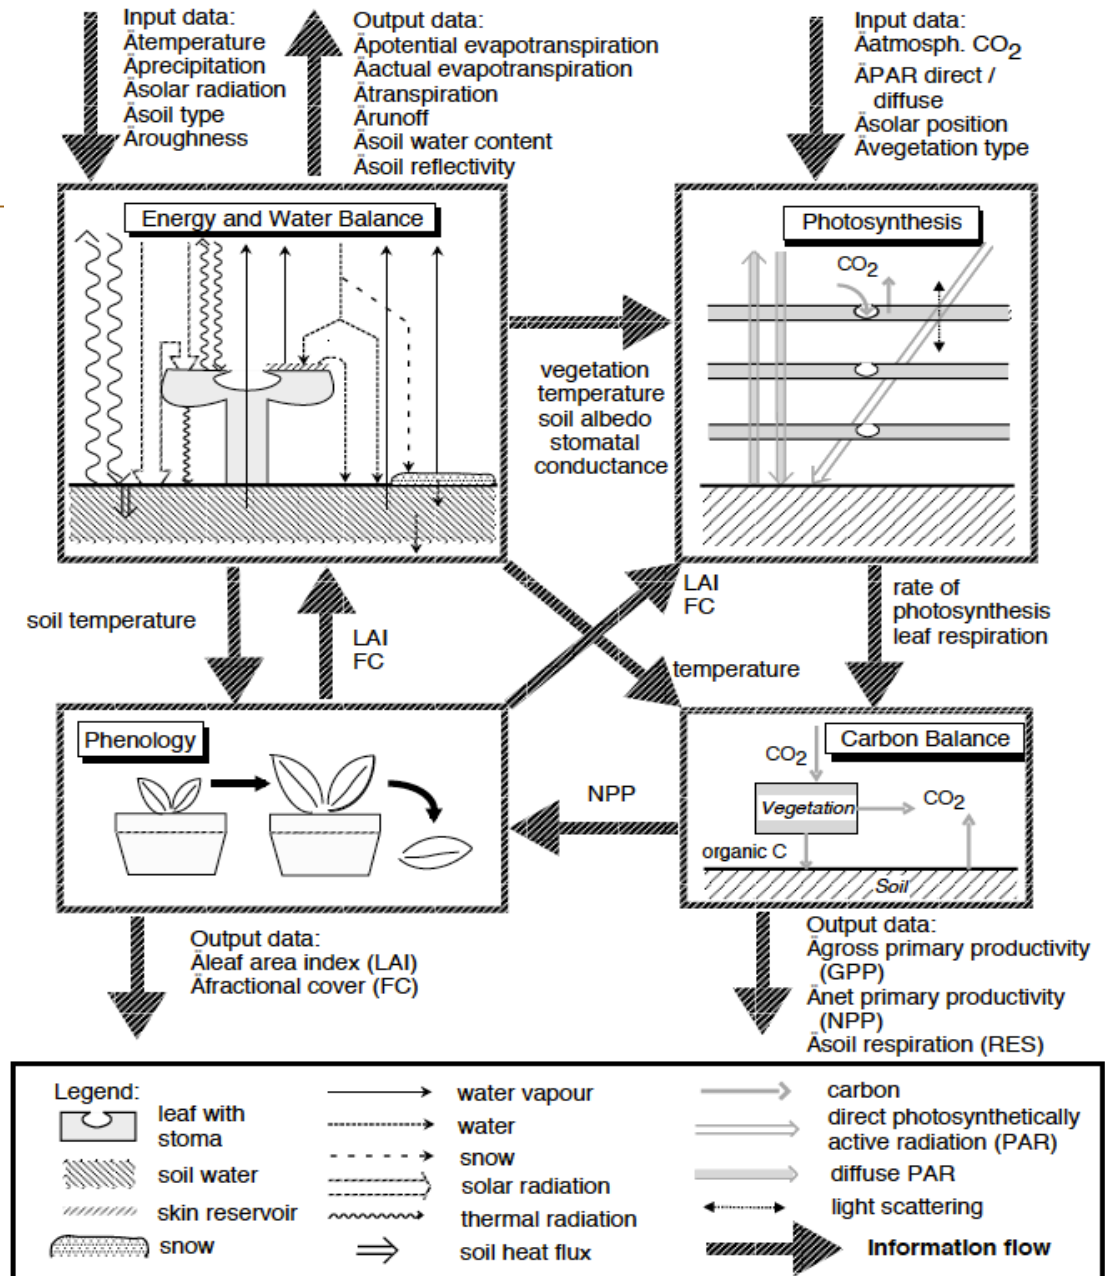 Input data:
Ätemperature
Äprecipitation
Äsolar radiation
Äsoil type
Äroughness
Output data:
Äpotential evapotranspiration
Äactual evapotranspiration
Ätranspiration
Ärunoff
Äsoil water content
Äsoil reflectivity
Input data:
Äatmosph. CO2
ÄPAR direct /
diffuse
Äsolar position
Ävegetation type
Energy and Water Balance
Photosynthesis
CO2
vegetation
temperature
soil albedo
stomatal
conductance
soil temperature
LAI
FC
LAI
FC
temperature
rate of
photosynthesis
leaf respiration
Phenology
NPP
Carbon Balance
CO2
Vegetation
CO2
organic C
Soil
Output data:
Äleaf area index (LAI)
Äfractional cover (FC)
Output data:
Ägross primary productivity
(GPP)
Änet primary productivity
(NPP)
Äsoil respiration (RES)
Legend:
leaf with
stoma
soil water
skin reservoir
snow
water vapour
water
snow
solar radiation
thermal radiation
soil heat flux
carbon
direct photosynthetically
active radiation (PAR)
diffuse PAR
light scattering
Information flow